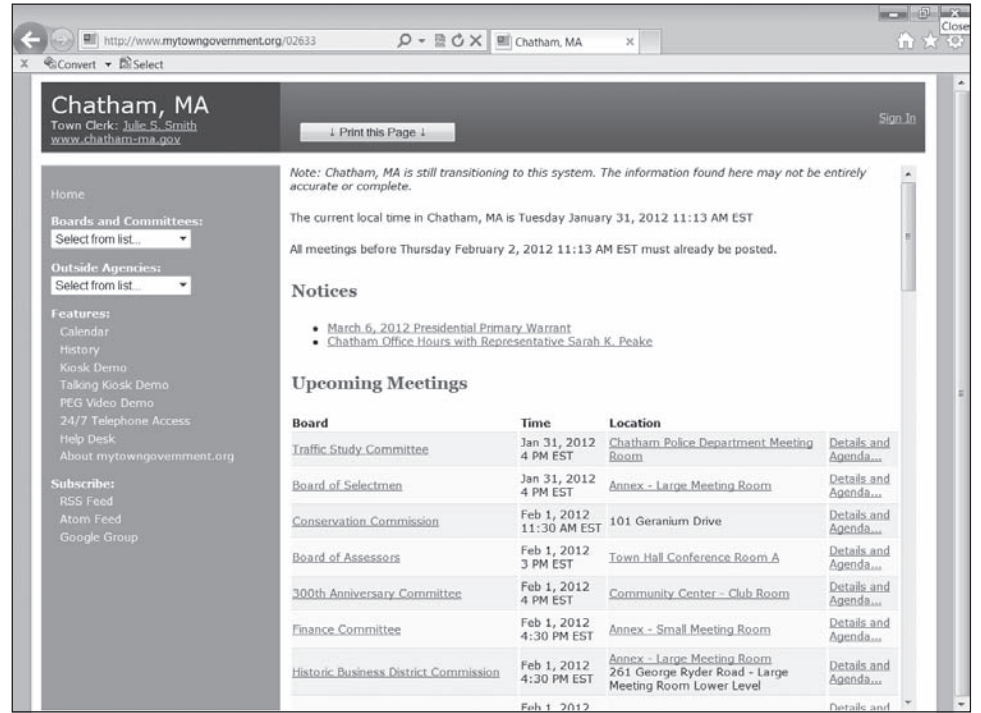 Close
http://www.mytowngovernment.org/02633
Chatham, MA
x Convert Select
Chatham, MA
Town Clerk: Julie S. Smith
www.chatham-ma.gov
↓ Print this Page ↓
Sign In
Home
Boards and Committees:
Select from list...
Outside Agencies:
Select from list...
Features:
Calendar
History
Kiosk Demo
Talking Kiosk Demo
PEG Video Demo
24/7 Telephone Access
Help Desk
About mytowngovernment.org
Subscribe:
RSS Feed
Atom Feed
Google Group
Note: Chatham, MA is still transitioning to this system. The information found here may not be entirely
accurate or complete.
The current local time in Chatham, MA is Tuesday January 31, 2012 11:13 AM EST
All meetings before Thursday February 2, 2012 11:13 AM EST must already be posted.
Notices
• March 6, 2012 Presidential Primary Warrant
• Chatham Office Hours with Representative Sarah K. Peake
Upcoming Meetings
Board Time Location
Traffic Study Committee Jan 31, 2012 4 PM EST Chatham Police Department Meeting Room Details and Agenda...
Board of Selectmen Jan 31, 2012 4 PM EST Annex - Large Meeting Room Details and Agenda...
Conservation Commission Feb 1, 2012 11:30 AM EST 101 Geranium Drive Details and Agenda...
Board of Assessors Feb 1, 2012 3 PM EST Town Hall Conference Room A Details and Agenda...
300th Anniversary Committee Feb 1, 2012 4 PM EST Community Center - Club Room Details and Agenda...
Finance Committee Feb 1, 2012 4:30 PM EST Annex - Small Meeting Room Details and Agenda...
Historic Business District Commission Feb 1, 2012 4:30 PM EST Annex - Large Meeting Room 261 George Ryder Road - Large Meeting Room Lower Level Details and Agenda...
Feb 1, 2012 Details and